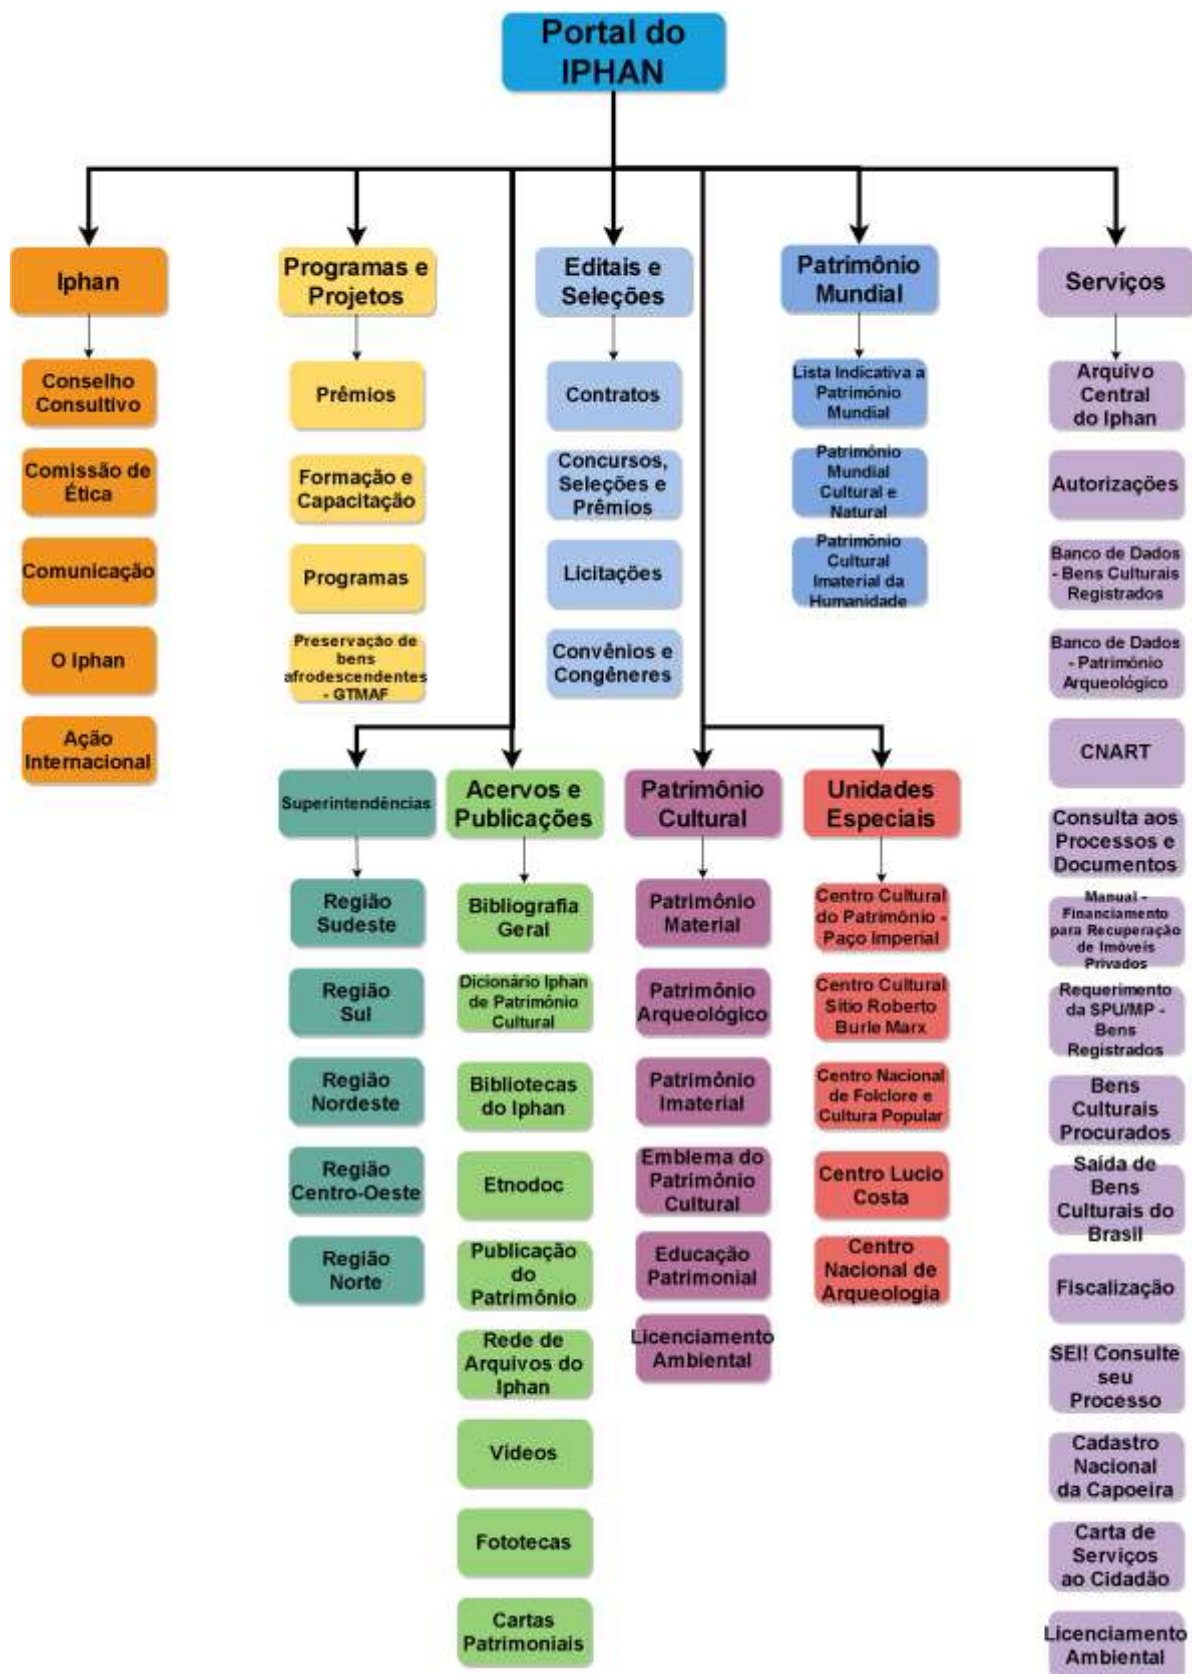 Portal do
IPHAN
Iphan
Conselho
Consultivo
Comissão de
Ética
Comunicação
O Iphan
Ação
Internacional
Programas e
Projetos
Prêmios
Formação e
Capacitação
Programas
Preservação de
bens
afrodescendentes
- GTMAF
Editais e
Seleções
Contratos
Concursos,
Seleções e
Prêmios
Licitações
Convênios e
Congêneres
Patrimônio
Mundial
Lista Indicativa a
Patrimônio
Mundial
Patrimônio
Mundial
Cultural e
Natural
Patrimônio
Cultural
Imaterial da
Humanidade
Serviços
Arquivo
Central
do Iphan
Autorizações
Banco de Dados
- Bens Culturais
Registrados
Banco de Dados
- Patrimônio
Arqueológico
CNART
Consulta aos
Processos e
Documentos
Manual -
Financiamento
para Recuperação
de Imóveis
Privados
Requerimento
da SPU/MP -
Bens
Registrados
Bens
Culturais
Procurados
Saída de
Bens
Culturais do
Brasil
Fiscalização
SEI! Consulte
seu
Processo
Cadastro
Nacional
da Capoeira
Carta de
Serviços
ao Cidadão
Licenciamento
Ambiental
Superintendências
Região
Sudeste
Região
Sul
Região
Nordeste
Região
Centro-Oeste
Região
Norte
Acervos e
Publicações
Bibliografia
Geral
Dicionário Iphan
de Patrimônio
Cultural
Bibliotecas
do Iphan
Etnodoc
Publicação
do
Patrimônio
Rede de
Arquivos do
Iphan
Vídeos
Fototecas
Cartas
Patrimoniais
Patrimônio
Cultural
Patrimônio
Material
Patrimônio
Arqueológico
Patrimônio
Imaterial
Emblema do
Patrimônio
Cultural
Educação
Patrimonial
Licenciamento
Ambiental
Unidades
Especiais
Centro Cultural
do Patrimônio -
Paço Imperial
Centro Cultural
Sítio Roberto
Burle Marx
Centro Nacional
de Folclore e
Cultura Popular
Centro Lucio
Costa
Centro
Nacional de
Arqueologia